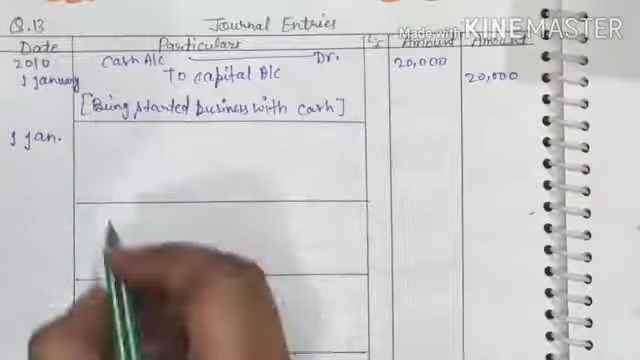 Q.13 Journal Entries
Made with KINEMASTER
Date Particulars L.F Amount Amount
2010 Cash A/c Dr. 20,000
1 January To capital A/c 20,000
[Being started business with cash]
1 Jan.